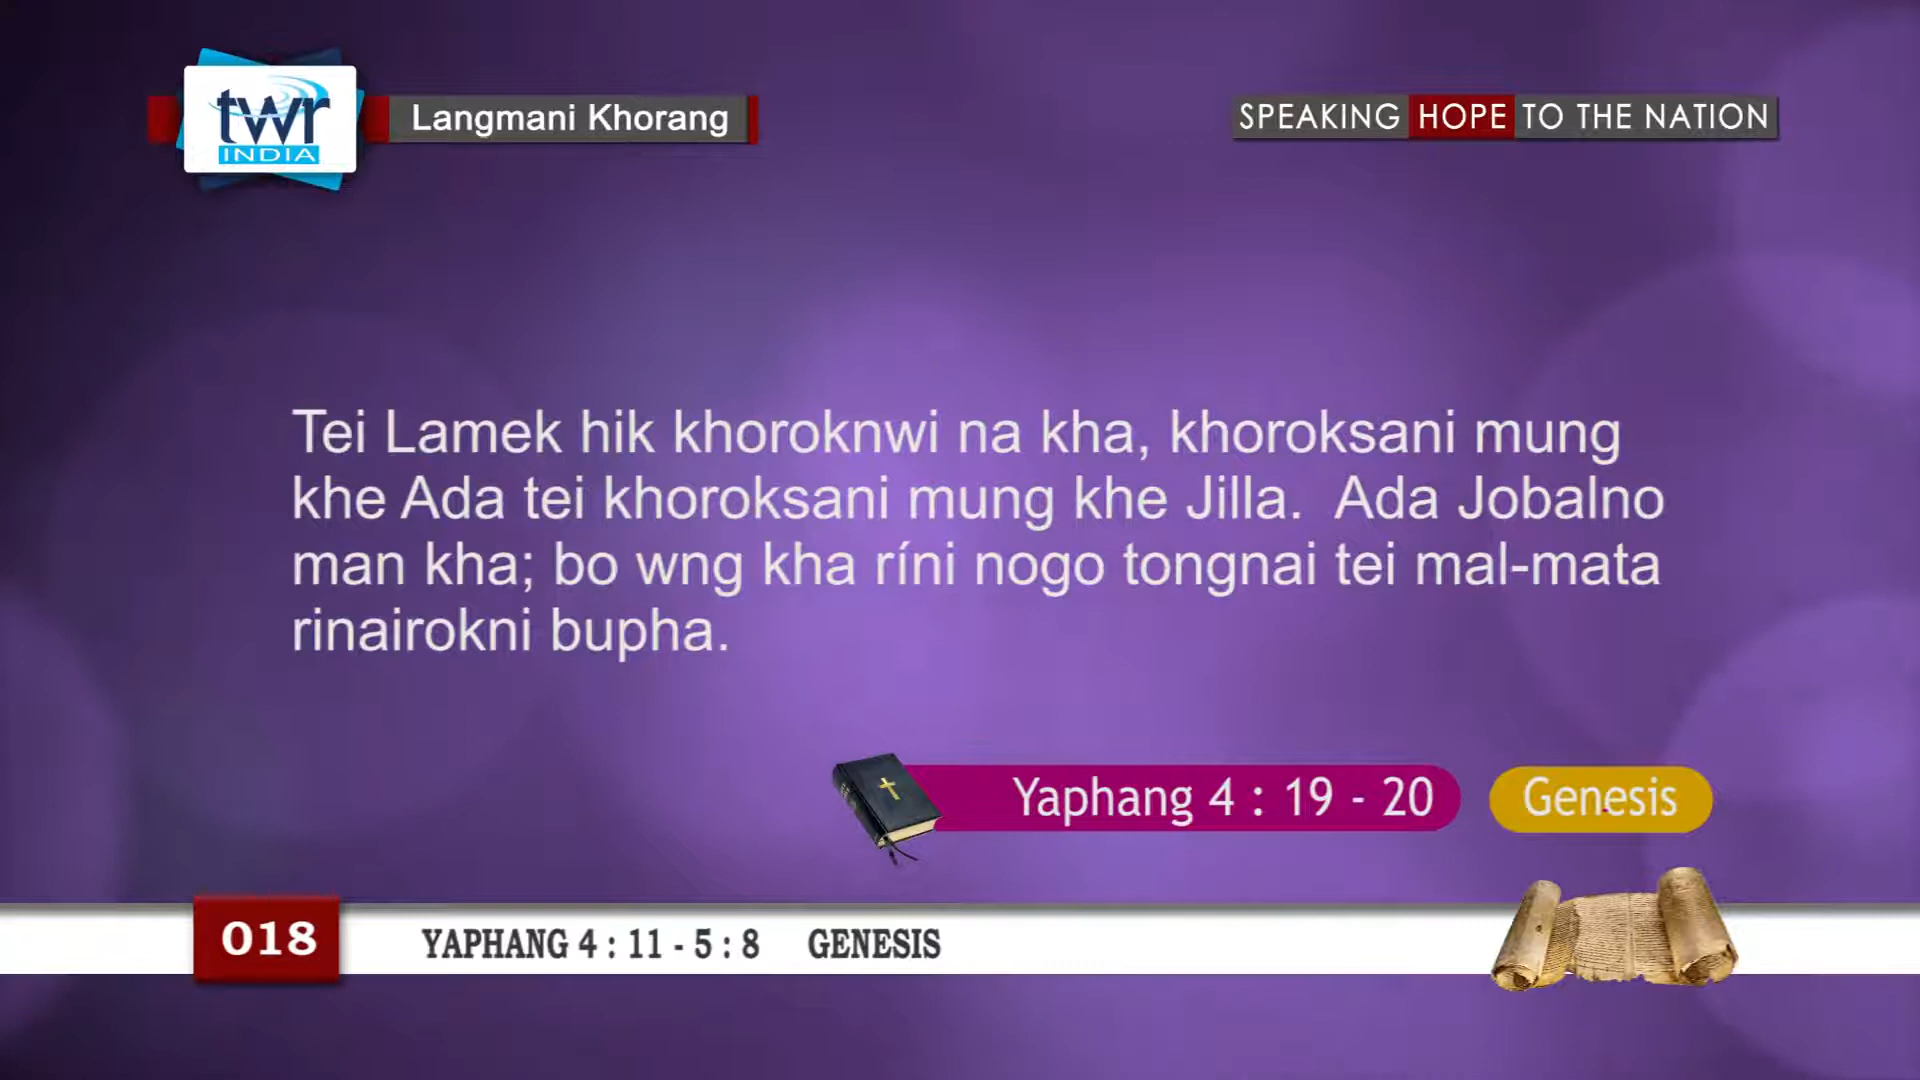 twr
INDIA
Langmani Khorang
SPEAKING HOPE TO THE NATION
Tei Lamek hik khoroknwi na kha, khoroksani mung
khe Ada tei khoroksani mung khe Jilla.  Ada Jobalno
man kha; bo wng kha ríni nogo tongnai tei mal-mata
rinairokni bupha.
Yaphang 4 : 19 - 20
Genesis
018
YAPHANG 4 : 11 - 5 : 8 GENESIS